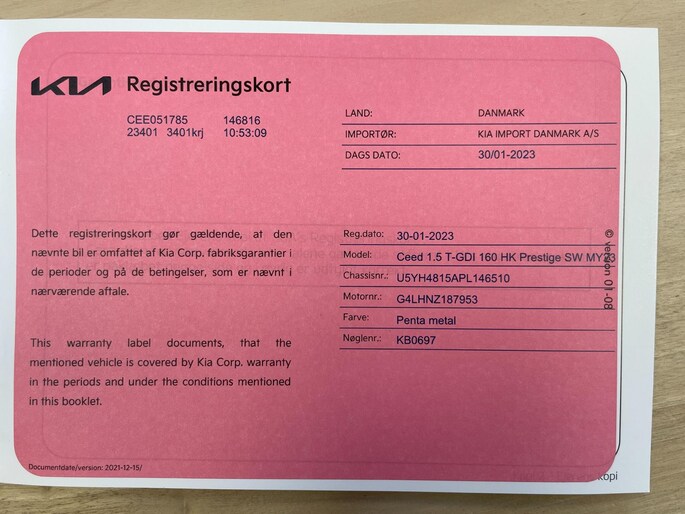 KIA Registreringskort
CEE051785 146816
23401 3401krj 10:53:09
LAND: DANMARK
IMPORTØR: KIA IMPORT DANMARK A/S
DAGS DATO: 30/01-2023
Dette registreringskort gør gældende, at den
nævnte bil er omfattet af Kia Corp. fabriksgarantier i
de perioder og på de betingelser, som er nævnt i
nærværende aftale.
This warranty label documents, that the
mentioned vehicle is covered by Kia Corp. warranty
in the periods and under the conditions mentioned
in this booklet.
Reg.dato: 30-01-2023
Model: Ceed 1.5 T-GDI 160 HK Prestige SW MY23
Chassisnr.: U5YH4815APL146510
Motornr.: G4LHNZ187953
Farve: Penta metal
Nøglenr.: KB0697
© version 01-08
Documentdate/version: 2021-12-15/
kopi